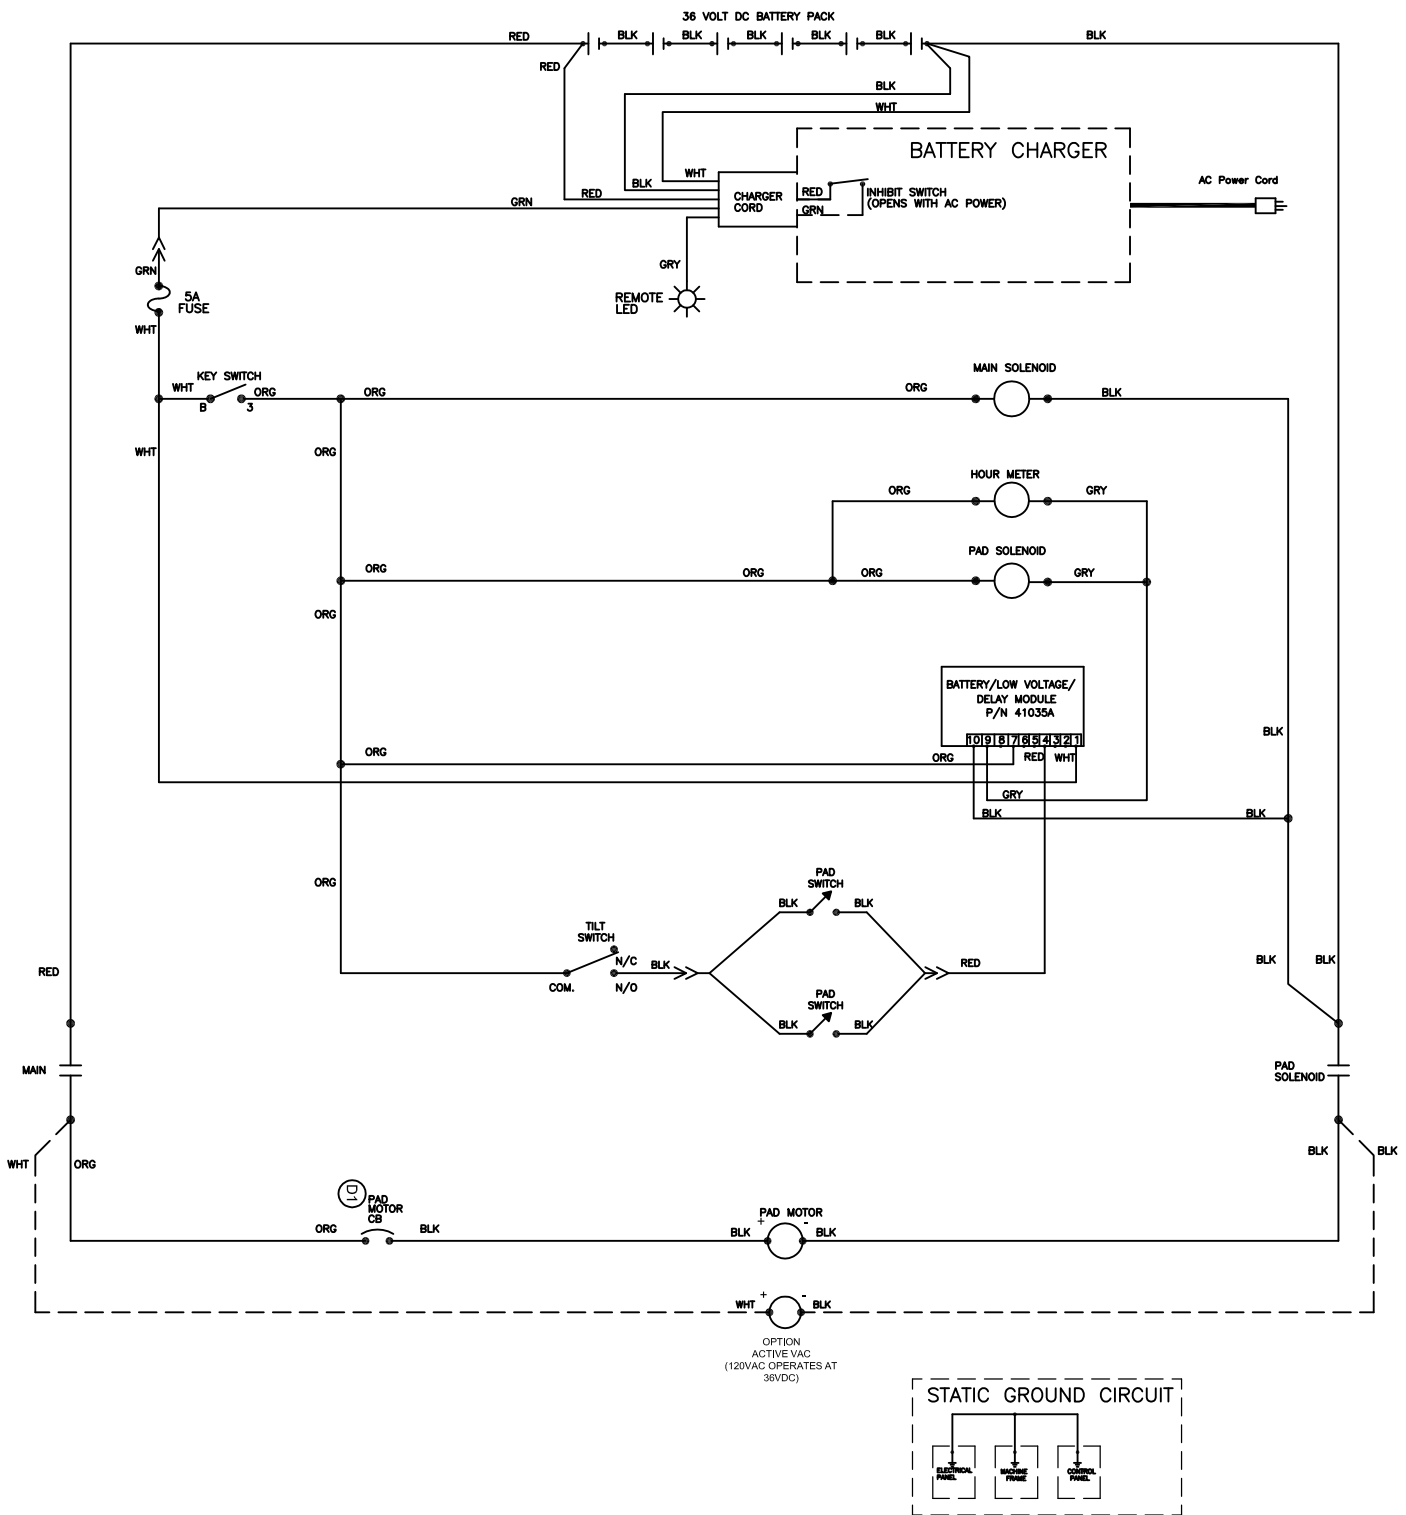 36 VOLT DC BATTERY PACK
RED
BLK
BLK
BLK
BLK
BLK
BLK
RED
BLK
WHT
BATTERY CHARGER
WHT
BLK
RED
GRN
CHARGER
CORD
RED
GRN
INHIBIT SWITCH
(OPENS WITH AC POWER)
AC Power Cord
GRY
REMOTE
LED
GRN
5A
FUSE
WHT
KEY SWITCH
WHT
B
ORG
3
ORG
ORG
MAIN SOLENOID
BLK
WHT
ORG
HOUR METER
ORG
GRY
PAD SOLENOID
ORG
ORG
ORG
GRY
ORG
BATTERY/LOW VOLTAGE/
DELAY MODULE
P/N 41035A
10 9 8 7 6 5 4 3 2 1
BLK
ORG
ORG
RED
WHT
GRY
BLK
BLK
ORG
PAD
SWITCH
BLK
BLK
TILT
SWITCH
N/C
COM.
N/O
BLK
RED
PAD
SWITCH
BLK
BLK
RED
BLK
BLK
MAIN
PAD
SOLENOID
WHT
ORG
BLK
BLK
D1
PAD
MOTOR
CB
ORG
BLK
PAD MOTOR
BLK
+
-
BLK
WHT
+
-
BLK
OPTION
ACTIVE VAC
(120VAC OPERATES AT
36VDC)
STATIC GROUND CIRCUIT
ELECTRICAL
PANEL
MACHINE
FRAME
CONTROL
PANEL